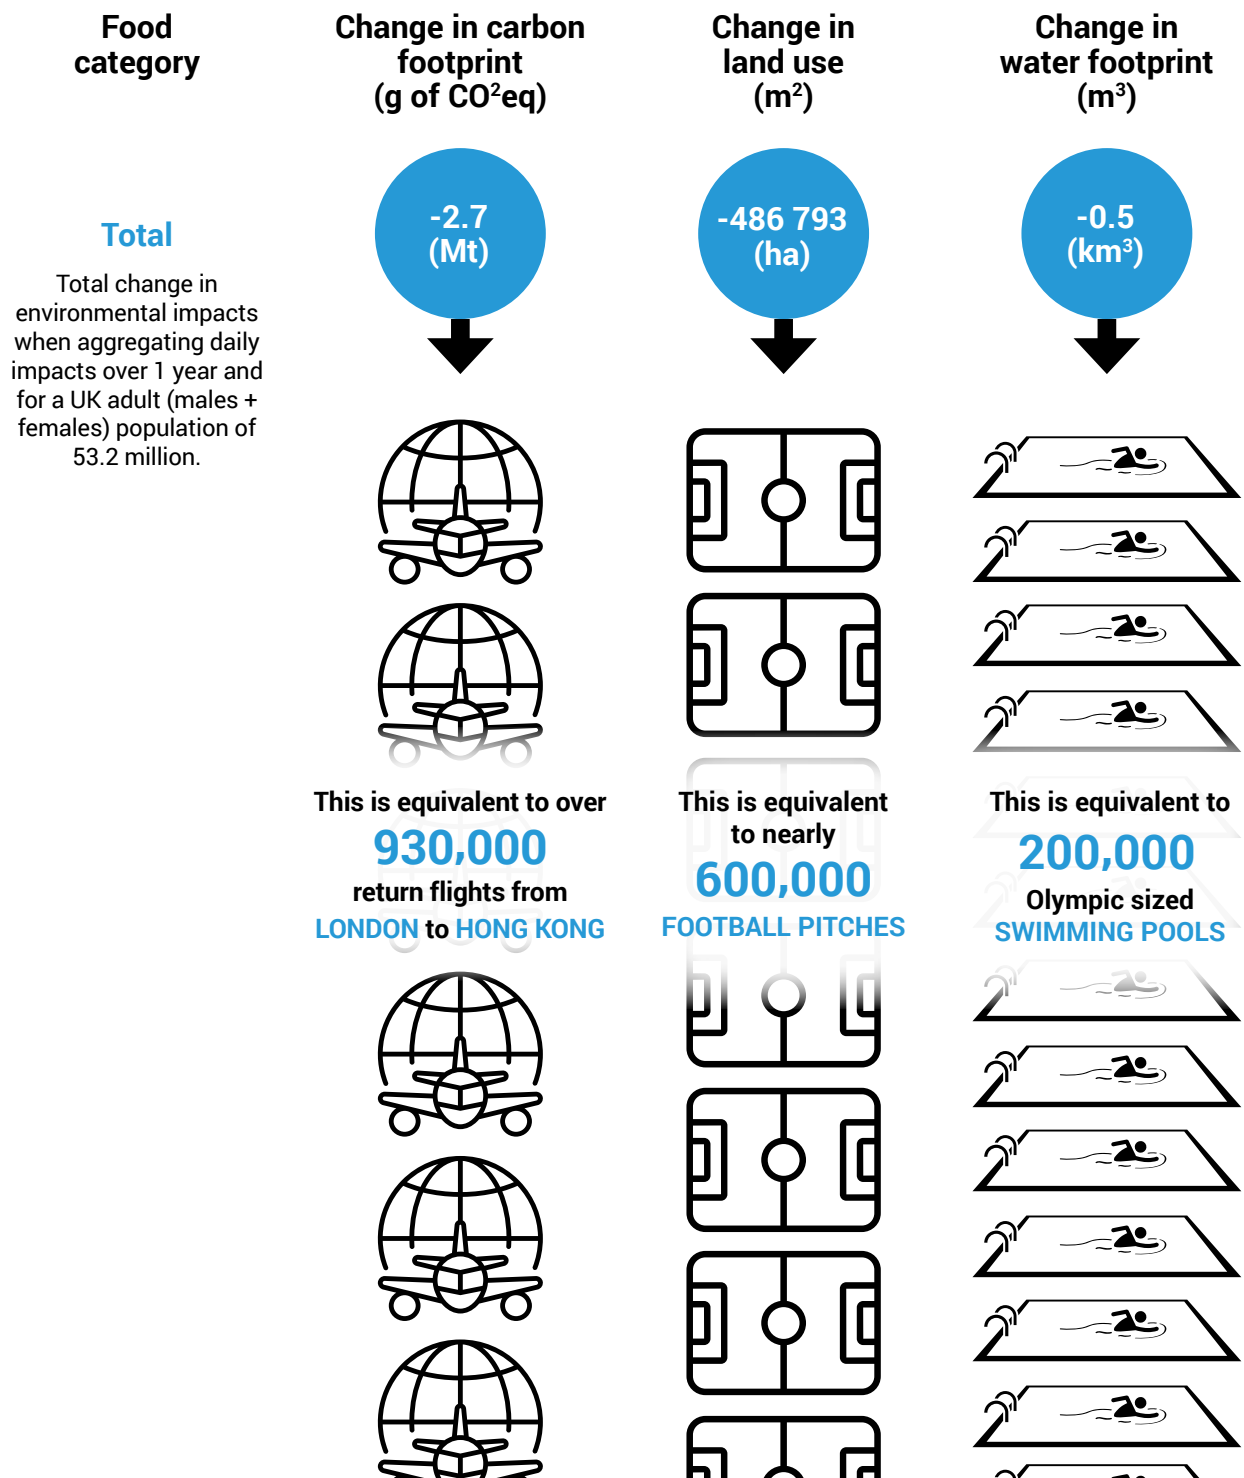 Food
category
Change in carbon
footprint
(g of CO²eq)
Change in
land use
(m²)
Change in
water footprint
(m³)
Total
Total change in
environmental impacts
when aggregating daily
impacts over 1 year and
for a UK adult (males +
females) population of
53.2 million.
-2.7
(Mt)
-486 793
(ha)
-0.5
(km³)
This is equivalent to over
930,000
return flights from
LONDON to HONG KONG
This is equivalent
to nearly
600,000
FOOTBALL PITCHES
This is equivalent to
200,000
Olympic sized
SWIMMING POOLS